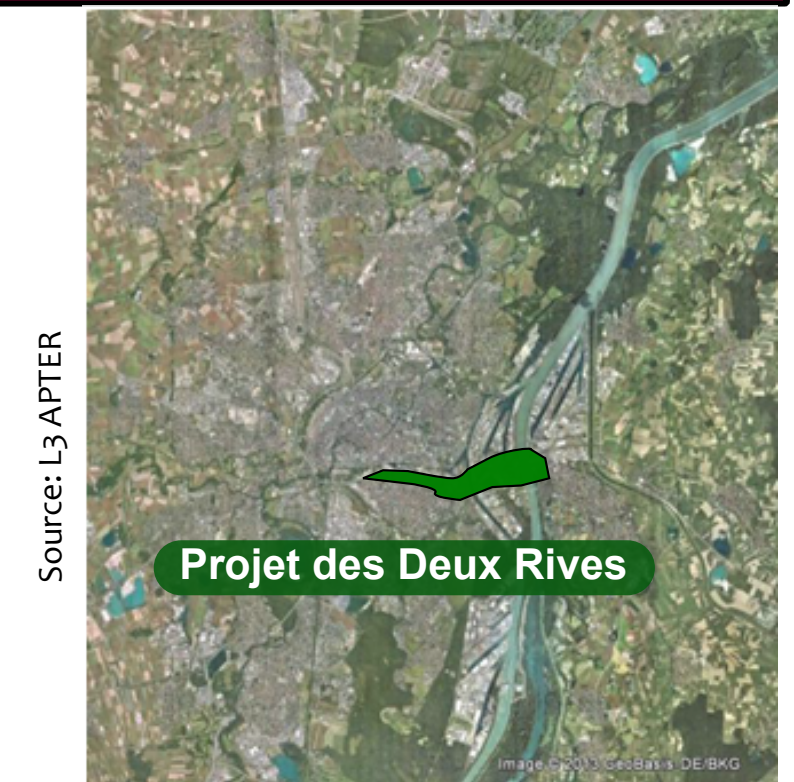 Source: L3 APTER
Projet des Deux Rives
Image © 2013 GeoBasis-DE/BKG